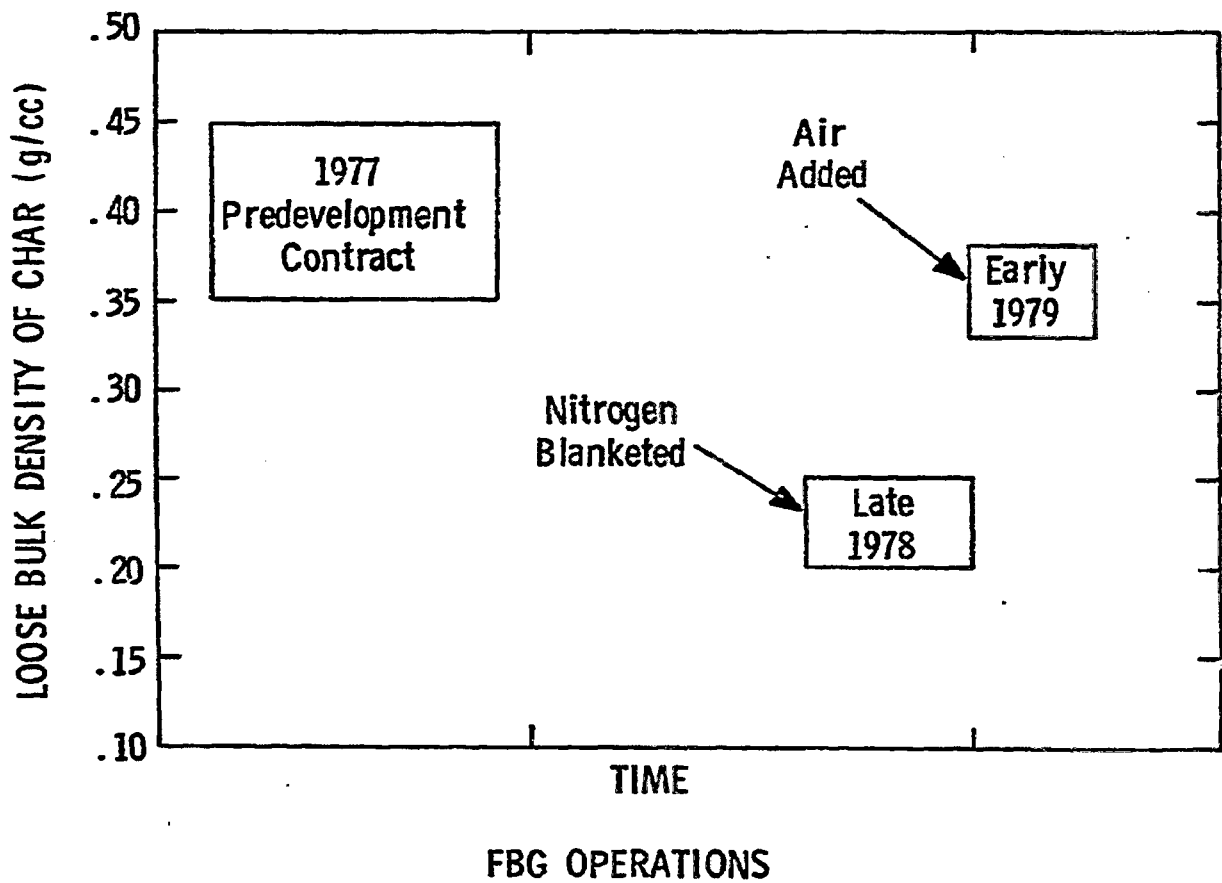 LOOSE BULK DENSITY OF CHAR (g/cc)
.50
.45
.40
.35
.30
.25
.20
.15
.10
1977
Predevelopment
Contract
Air
Added
Early
1979
Nitrogen
Blanketed
Late
1978
TIME
FBG OPERATIONS